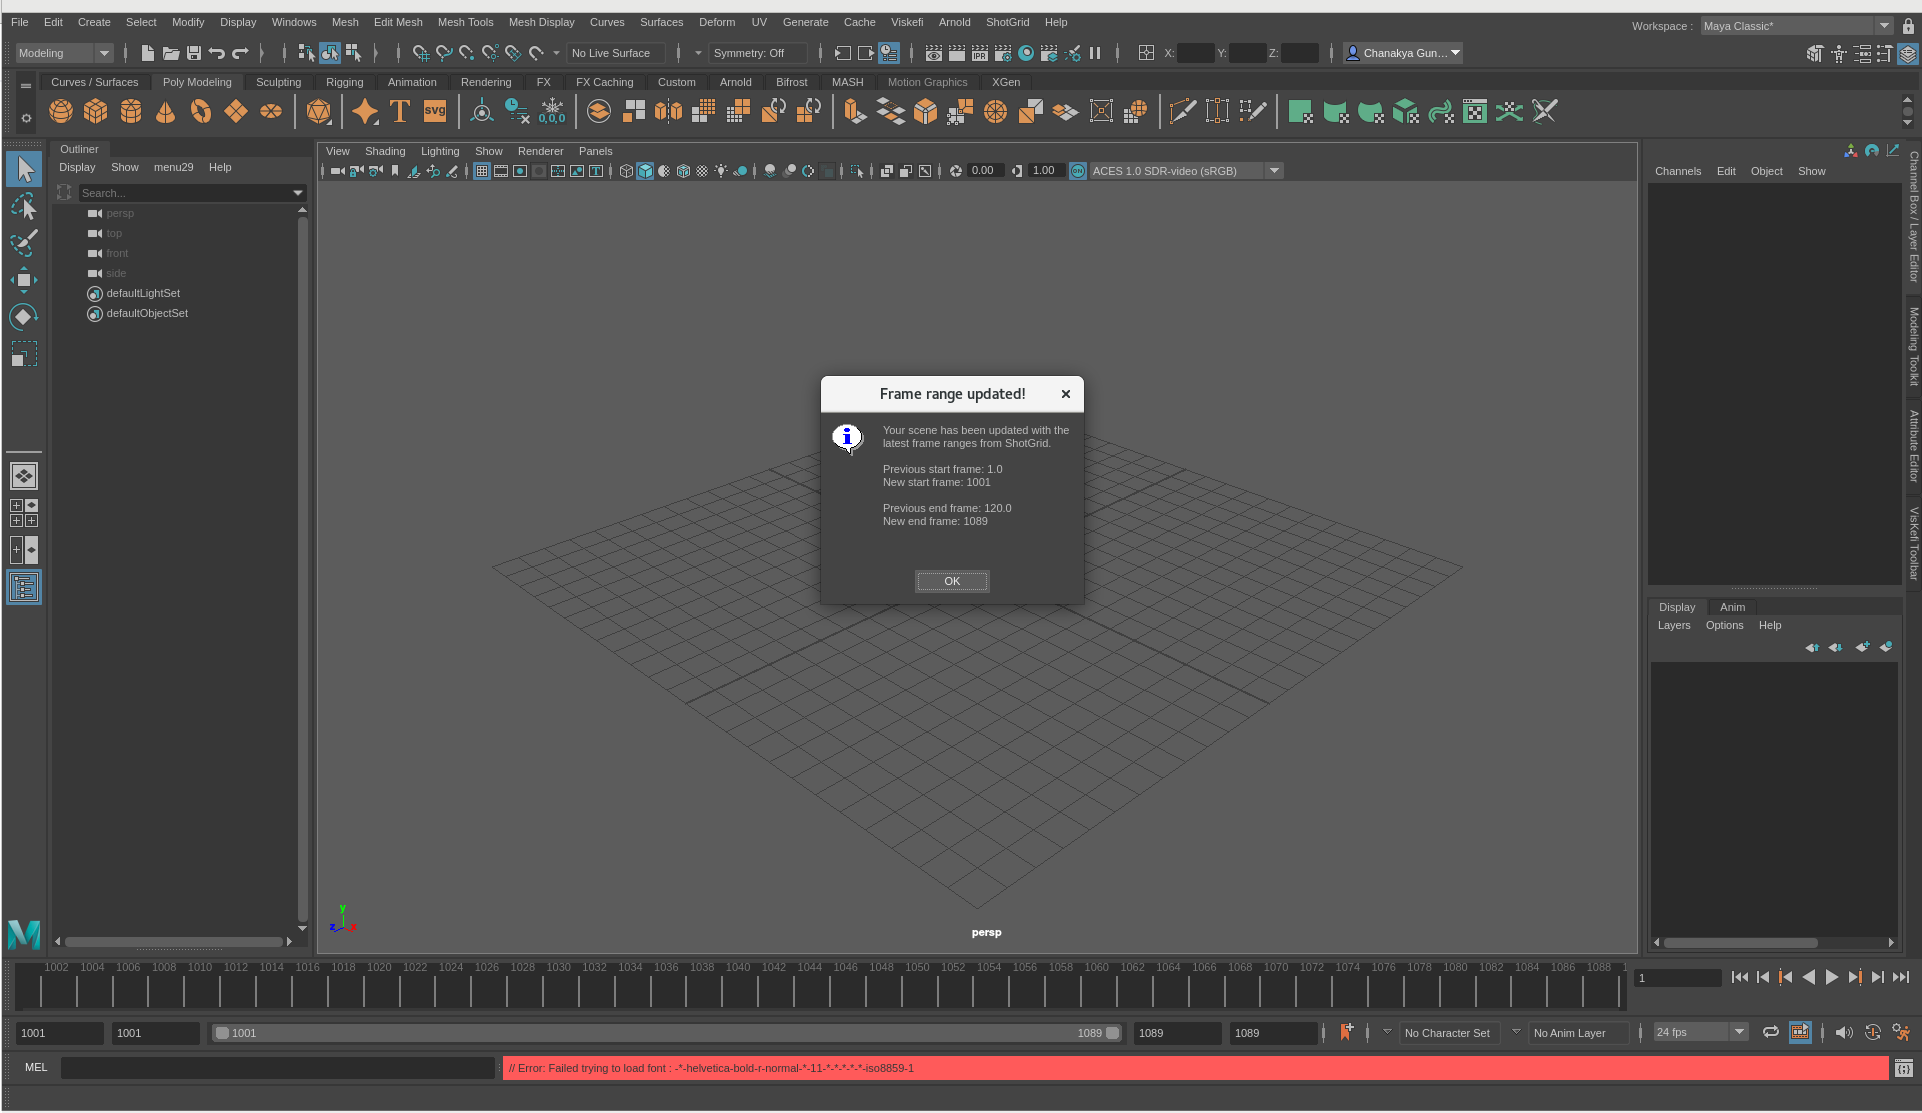 File Edit Create Select Modify Display Windows Mesh Edit Mesh Mesh Tools Mesh Display Curves Surfaces Deform UV Generate Cache Viskefi Arnold ShotGrid Help
Workspace : Maya Classic*
Modeling No Live Surface Symmetry: Off X: Y: Z: Chanakya Gun...
Curves / Surfaces Poly Modeling Sculpting Rigging Animation Rendering FX FX Caching Custom Arnold Bifrost MASH Motion Graphics XGen
T svg 0,0,0
Outliner
Display Show menu29 Help
Search...
persp
top
front
side
defaultLightSet
defaultObjectSet
View Shading Lighting Show Renderer Panels
0.00 1.00 ON ACES 1.0 SDR-video (sRGB)
Frame range updated!
Your scene has been updated with the
latest frame ranges from ShotGrid.
Previous start frame: 1.0
New start frame: 1001
Previous end frame: 120.0
New end frame: 1089
OK
y
z x
persp
Channels Edit Object Show
Channel Box / Layer Editor
Modeling Toolkit
Attribute Editor
VisKefi Toolbar
Display Anim
Layers Options Help
1002 1004 1006 1008 1010 1012 1014 1016 1018 1020 1022 1024 1026 1028 1030 1032 1034 1036 1038 1040 1042 1044 1046 1048 1050 1052 1054 1056 1058 1060 1062 1064 1066 1068 1070 1072 1074 1076 1078 1080 1082 1084 1086 1088
1
1001 1001 1001 1089 1089 1089 No Character Set No Anim Layer 24 fps
MEL // Error: Failed trying to load font : -*-helvetica-bold-r-normal-*-11-*-*-*-*-*-iso8859-1